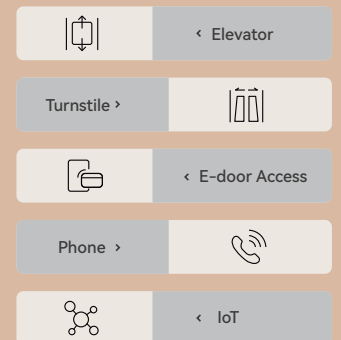 ‹ Elevator
Turnstile ›
‹ E-door Access
Phone ›
‹ IoT